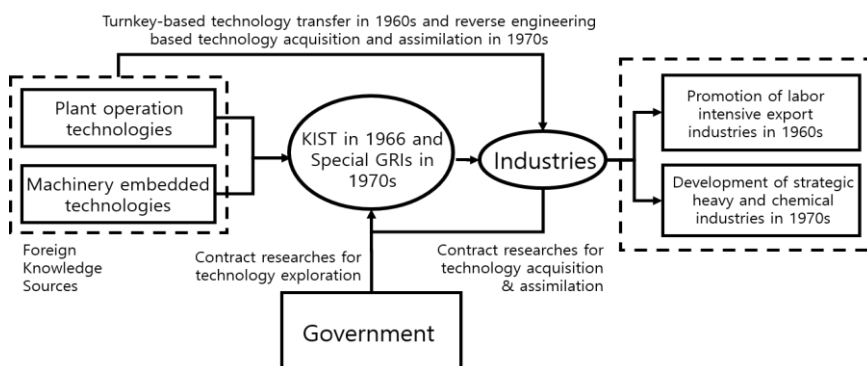 Turnkey-based technology transfer in 1960s and reverse engineering
based technology acquisition and assimilation in 1970s
Plant operation
technologies
Machinery embedded
technologies
Foreign
Knowledge
Sources
KIST in 1966 and
Special GRIs in
1970s
Industries
Promotion of labor
intensive export
industries in 1960s
Development of strategic
heavy and chemical
industries in 1970s
Contract researches for
technology exploration
Contract researches for
technology acquisition
& assimilation
Government